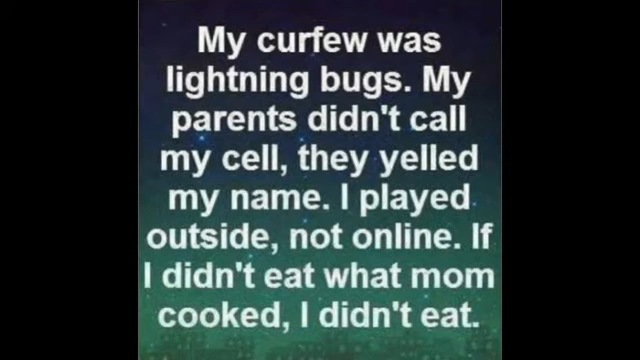 My curfew was
lightning bugs. My
parents didn't call
my cell, they yelled
my name. I played
outside, not online. If
I didn't eat what mom
cooked, I didn't eat.